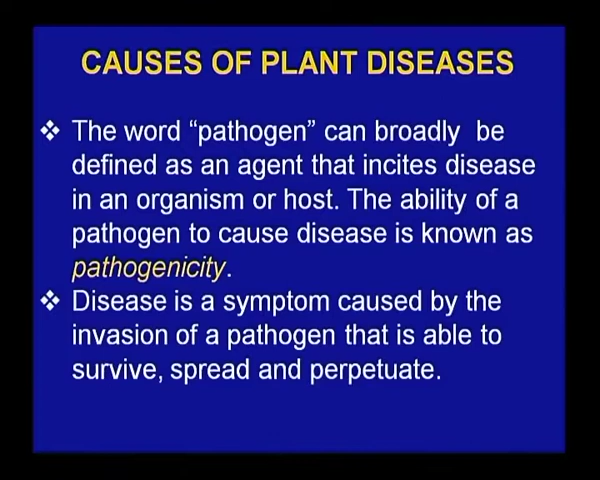 CAUSES OF PLANT DISEASES
❖ The word “pathogen” can broadly be
defined as an agent that incites disease
in an organism or host. The ability of a
pathogen to cause disease is known as
pathogenicity.
❖ Disease is a symptom caused by the
invasion of a pathogen that is able to
survive, spread and perpetuate.